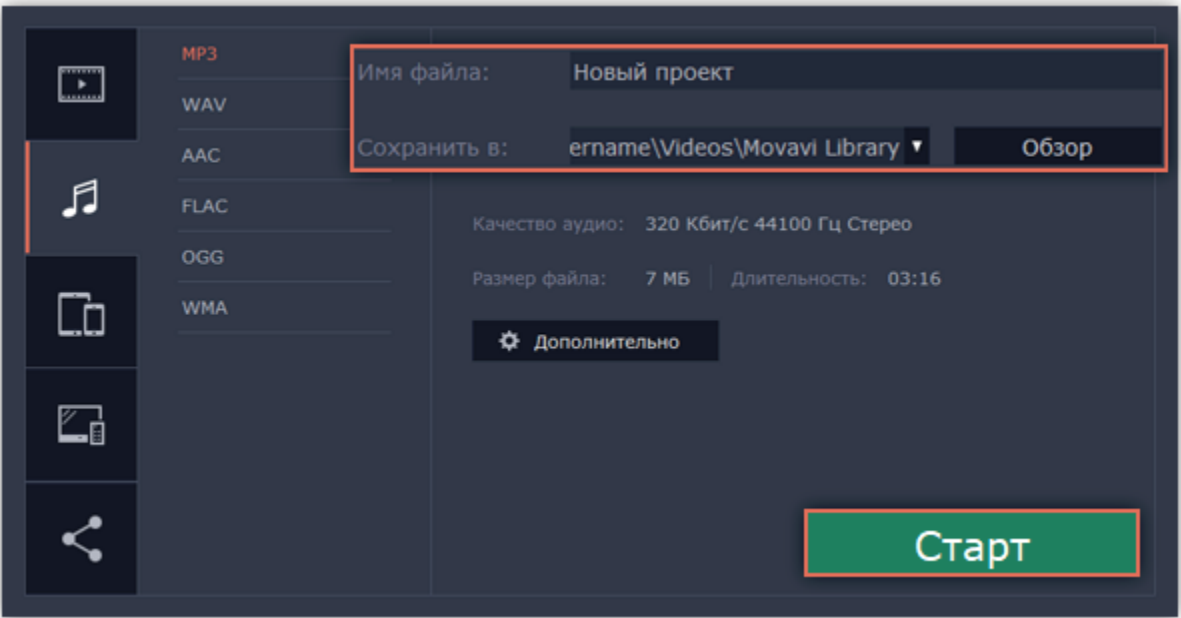 MP3
WAV
AAC
FLAC
OGG
WMA
Имя файла: Новый проект
Сохранить в: ername\Videos\Movavi Library Обзор
Качество аудио: 320 Кбит/с 44100 Гц Стерео
Размер файла: 7 МБ Длительность: 03:16
Дополнительно
Старт